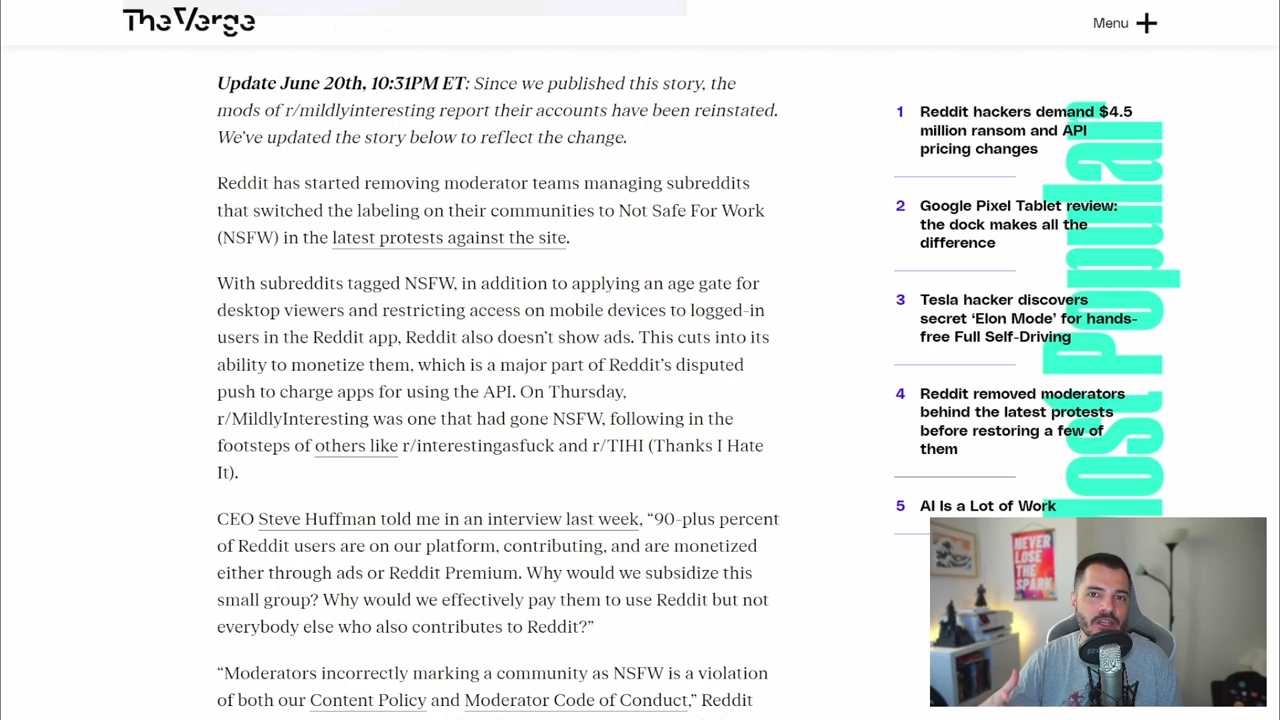 The Verge
Menu
Update June 20th, 10:31PM ET: Since we published this story, the
mods of r/mildlyinteresting report their accounts have been reinstated.
We've updated the story below to reflect the change.
Reddit has started removing moderator teams managing subreddits
that switched the labeling on their communities to Not Safe For Work
(NSFW) in the latest protests against the site.
With subreddits tagged NSFW, in addition to applying an age gate for
desktop viewers and restricting access on mobile devices to logged-in
users in the Reddit app, Reddit also doesn't show ads. This cuts into its
ability to monetize them, which is a major part of Reddit's disputed
push to charge apps for using the API. On Thursday,
r/MildlyInteresting was one that had gone NSFW, following in the
footsteps of others like r/interestingasfuck and r/TIHI (Thanks I Hate
It).
CEO Steve Huffman told me in an interview last week, “90-plus percent
of Reddit users are on our platform, contributing, and are monetized
either through ads or Reddit Premium. Why would we subsidize this
small group? Why would we effectively pay them to use Reddit but not
everybody else who also contributes to Reddit?”
“Moderators incorrectly marking a community as NSFW is a violation
of both our Content Policy and Moderator Code of Conduct,” Reddit
Most Popular
1 Reddit hackers demand $4.5
million ransom and API
pricing changes
2 Google Pixel Tablet review:
the dock makes all the
difference
3 Tesla hacker discovers
secret ‘Elon Mode’ for hands-
free Full Self-Driving
4 Reddit removed moderators
behind the latest protests
before restoring a few of
them
5 AI Is a Lot of Work
NEVER
LOSE
THE
SPARK